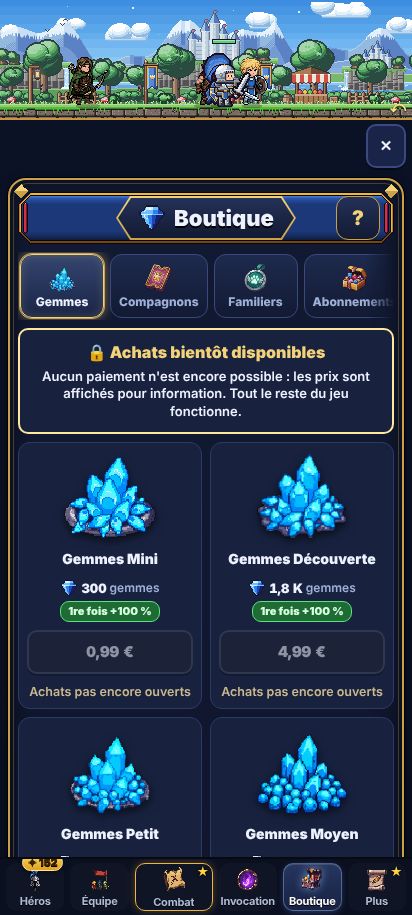 ×
Boutique
?
Gemmes
Compagnons
Familiers
Abonnement
🔒 Achats bientôt disponibles
Aucun paiement n'est encore possible : les prix sont
affichés pour information. Tout le reste du jeu
fonctionne.
Gemmes Mini
300 gemmes
1re fois +100 %
0,99 €
Achats pas encore ouverts
Gemmes Découverte
1,8 K gemmes
1re fois +100 %
4,99 €
Achats pas encore ouverts
Gemmes Petit
Gemmes Moyen
Héros
Équipe
Combat
Invocation
Boutique
Plus